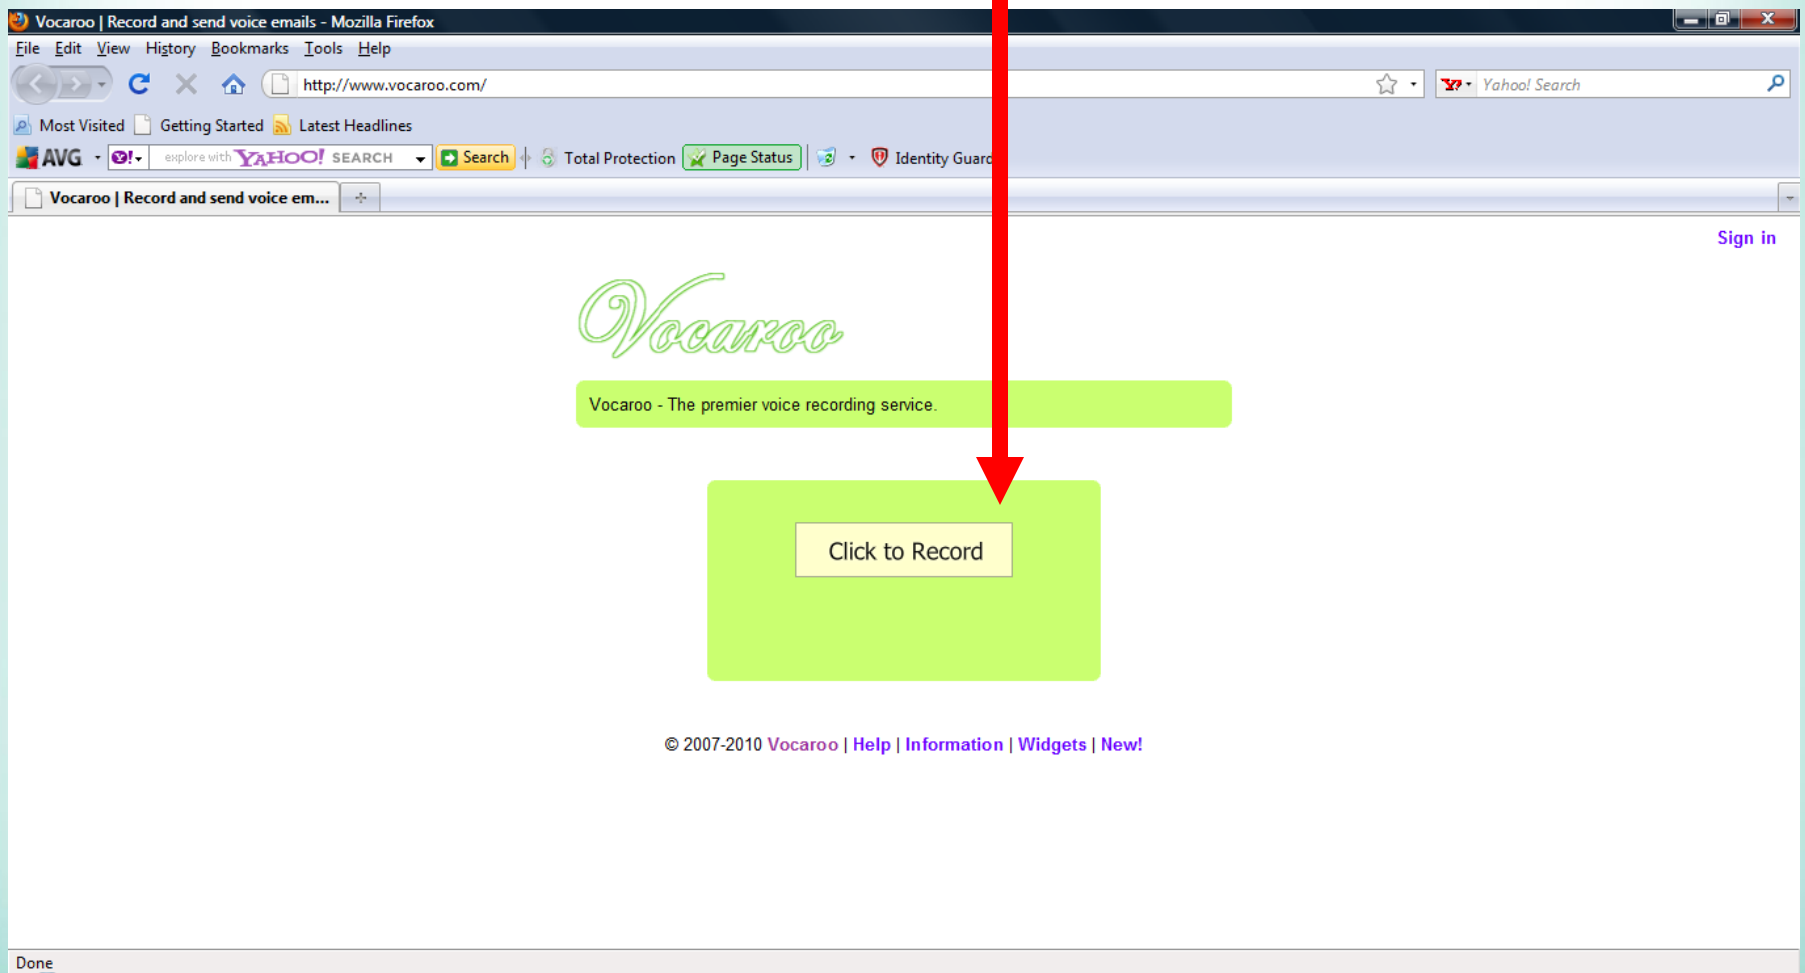 Vocaroo | Record and send voice emails - Mozilla Firefox
File Edit View History Bookmarks Tools Help
http://www.vocaroo.com/
Yahoo! Search
Most Visited Getting Started Latest Headlines
AVG explore with YAHOO! SEARCH Search Total Protection Page Status Identity Guard
Vocaroo | Record and send voice em...
Sign in
Vocaroo
Vocaroo - The premier voice recording service.
Click to Record
© 2007-2010 Vocaroo | Help | Information | Widgets | New!
Done